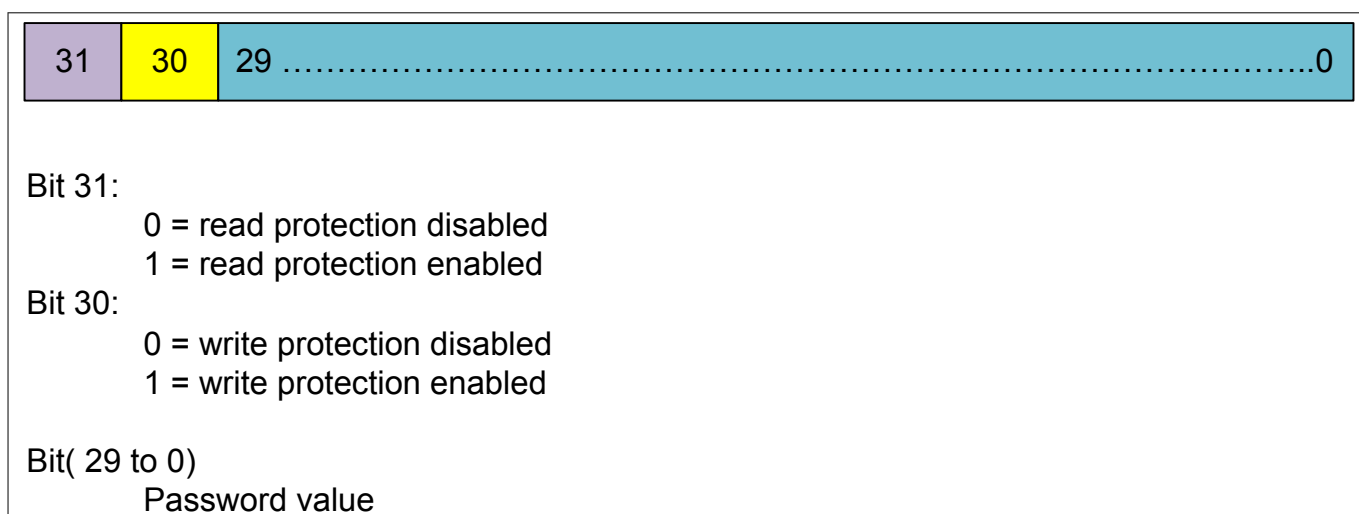 31 30 29 ………………………………………………………………………………..0
Bit 31:
0 = read protection disabled
1 = read protection enabled
Bit 30:
0 = write protection disabled
1 = write protection enabled
Bit( 29 to 0)
Password value